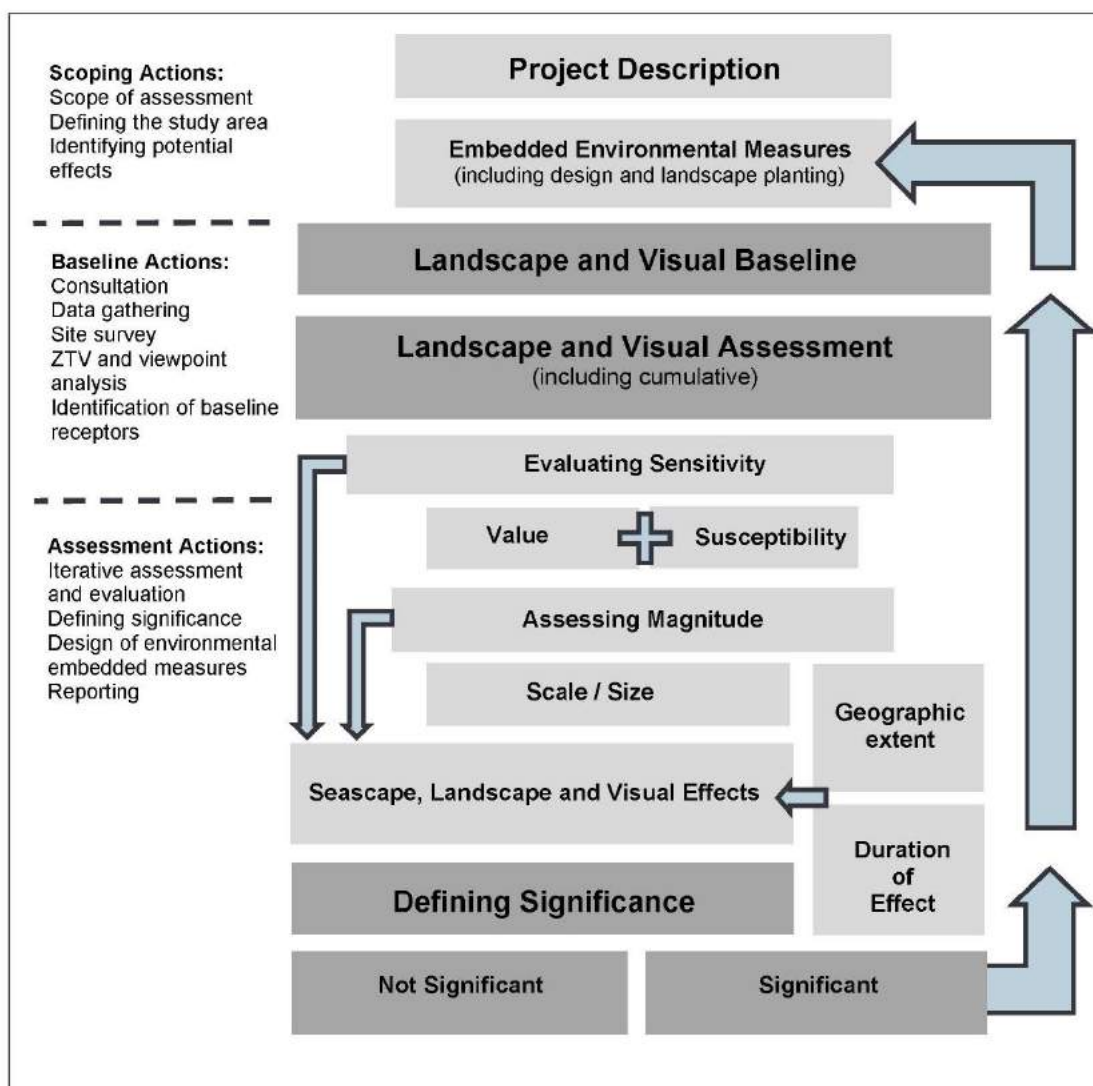 Scoping Actions:
Scope of assessment
Defining the study area
Identifying potential
effects
Project Description
Embedded Environmental Measures
(including design and landscape planting)
Baseline Actions:
Consultation
Data gathering
Site survey
ZTV and viewpoint
analysis
Identification of baseline
receptors
Landscape and Visual Baseline
Landscape and Visual Assessment
(including cumulative)
Evaluating Sensitivity
Value
Susceptibility
Assessment Actions:
Iterative assessment
and evaluation
Defining significance
Design of environmental
embedded measures
Reporting
Assessing Magnitude
Scale / Size
Geographic
extent
Seascape, Landscape and Visual Effects
Duration
of
Effect
Defining Significance
Not Significant
Significant